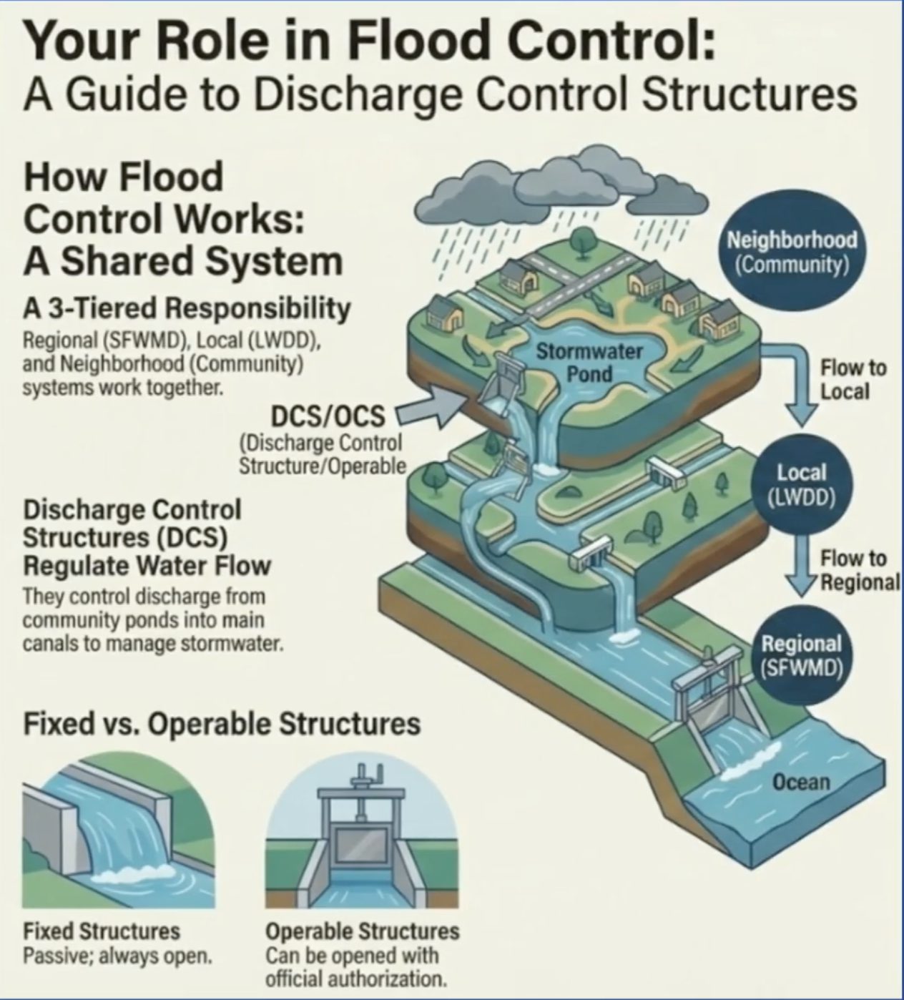 Your Role in Flood Control:
A Guide to Discharge Control Structures
How Flood
Control Works:
A Shared System
A 3-Tiered Responsibility
Regional (SFWMD), Local (LWDD),
and Neighborhood (Community)
systems work together.
DCS/OCS
(Discharge Control
Structure/Operable
Discharge Control
Structures (DCS)
Regulate Water Flow
They control discharge from
community ponds into main
canals to manage stormwater.
Neighborhood
(Community)
Stormwater
Pond
Flow to
Local
Local
(LWDD)
Flow to
Regional
Regional
(SFWMD)
Ocean
Fixed vs. Operable Structures
Fixed Structures
Passive; always open.
Operable Structures
Can be opened with
official authorization.